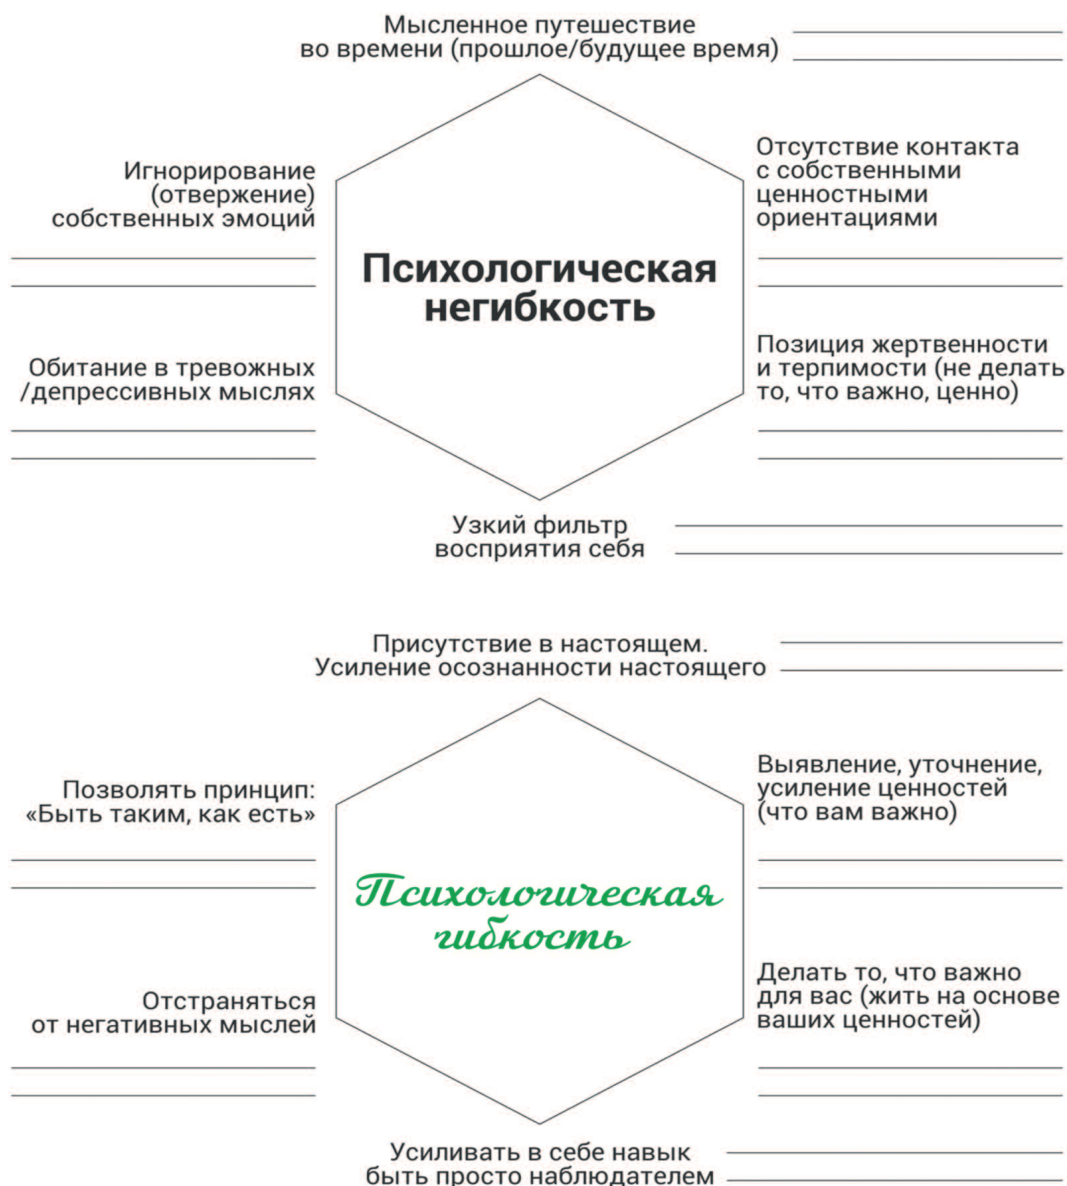 Мысленное путешествие
во времени (прошлое/будущее время)
Игнорирование
(отвержение)
собственных эмоций
Отсутствие контакта
с собственными
ценностными
ориентациями
Психологическая
негибкость
Обитание в тревожных
/депрессивных мыслях
Позиция жертвенности
и терпимости (не делать
то, что важно, ценно)
Узкий фильтр
восприятия себя
Присутствие в настоящем.
Усиление осознанности настоящего
Позволять принцип:
«Быть таким, как есть»
Выявление, уточнение,
усиление ценностей
(что вам важно)
Психологическая
гибкость
Отстраняться
от негативных мыслей
Делать то, что важно
для вас (жить на основе
ваших ценностей)
Усиливать в себе навык
быть просто наблюдателем